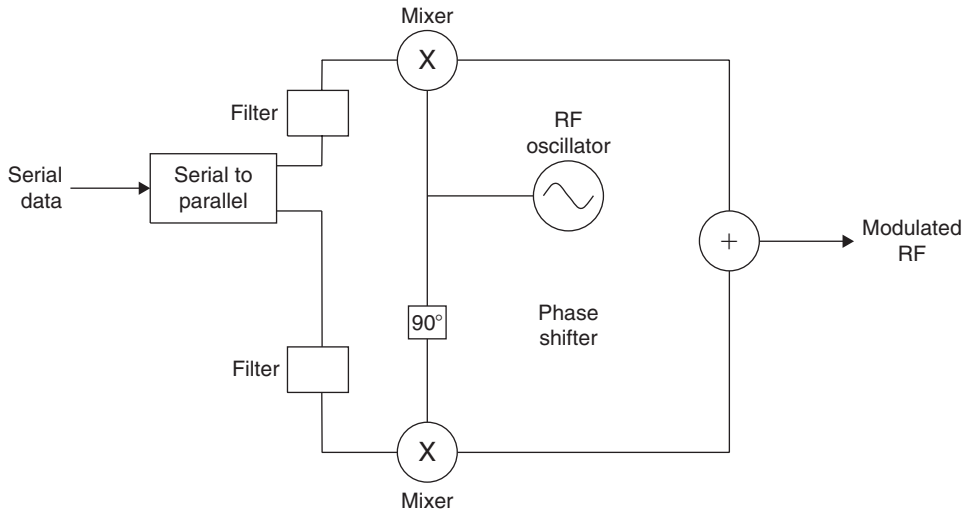 Mixer
X
Filter
RF
oscillator
Serial
data
Serial to
parallel
+
Modulated
RF
90°
Phase
shifter
Filter
X
Mixer